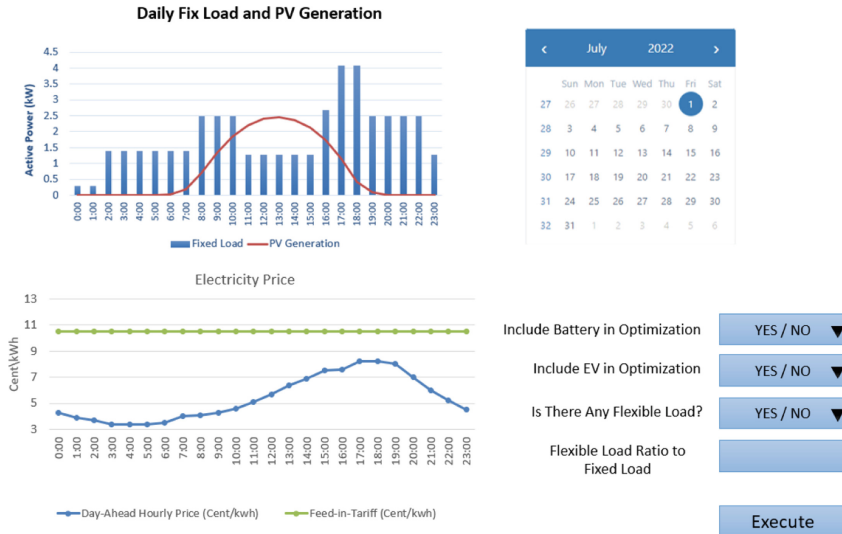 Daily Fix Load and PV Generation
Active Power (kW)
4.5
4
3.5
3
2.5
2
1.5
1
0.5
0
0:00 1:00 2:00 3:00 4:00 5:00 6:00 7:00 8:00 9:00 10:00 11:00 12:00 13:00 14:00 15:00 16:00 17:00 18:00 19:00 20:00 21:00 22:00 23:00
Fixed Load PV Generation
‹ July 2022 ›
Sun Mon Tue Wed Thu Fri Sat
27 26 27 28 29 30 1 2
28 3 4 5 6 7 8 9
29 10 11 12 13 14 15 16
30 17 18 19 20 21 22 23
31 24 25 26 27 28 29 30
32 31 1 2 3 4 5 6
Electricity Price
Cent\kWh
13
11
9
7
5
3
0:00 1:00 2:00 3:00 4:00 5:00 6:00 7:00 8:00 9:00 10:00 11:00 12:00 13:00 14:00 15:00 16:00 17:00 18:00 19:00 20:00 21:00 22:00 23:00
Day-Ahead Hourly Price (Cent/kwh) Feed-in-Tariff (Cent/kwh)
Include Battery in Optimization YES / NO ▼
Include EV in Optimization YES / NO ▼
Is There Any Flexible Load? YES / NO ▼
Flexible Load Ratio to
Fixed Load
Execute